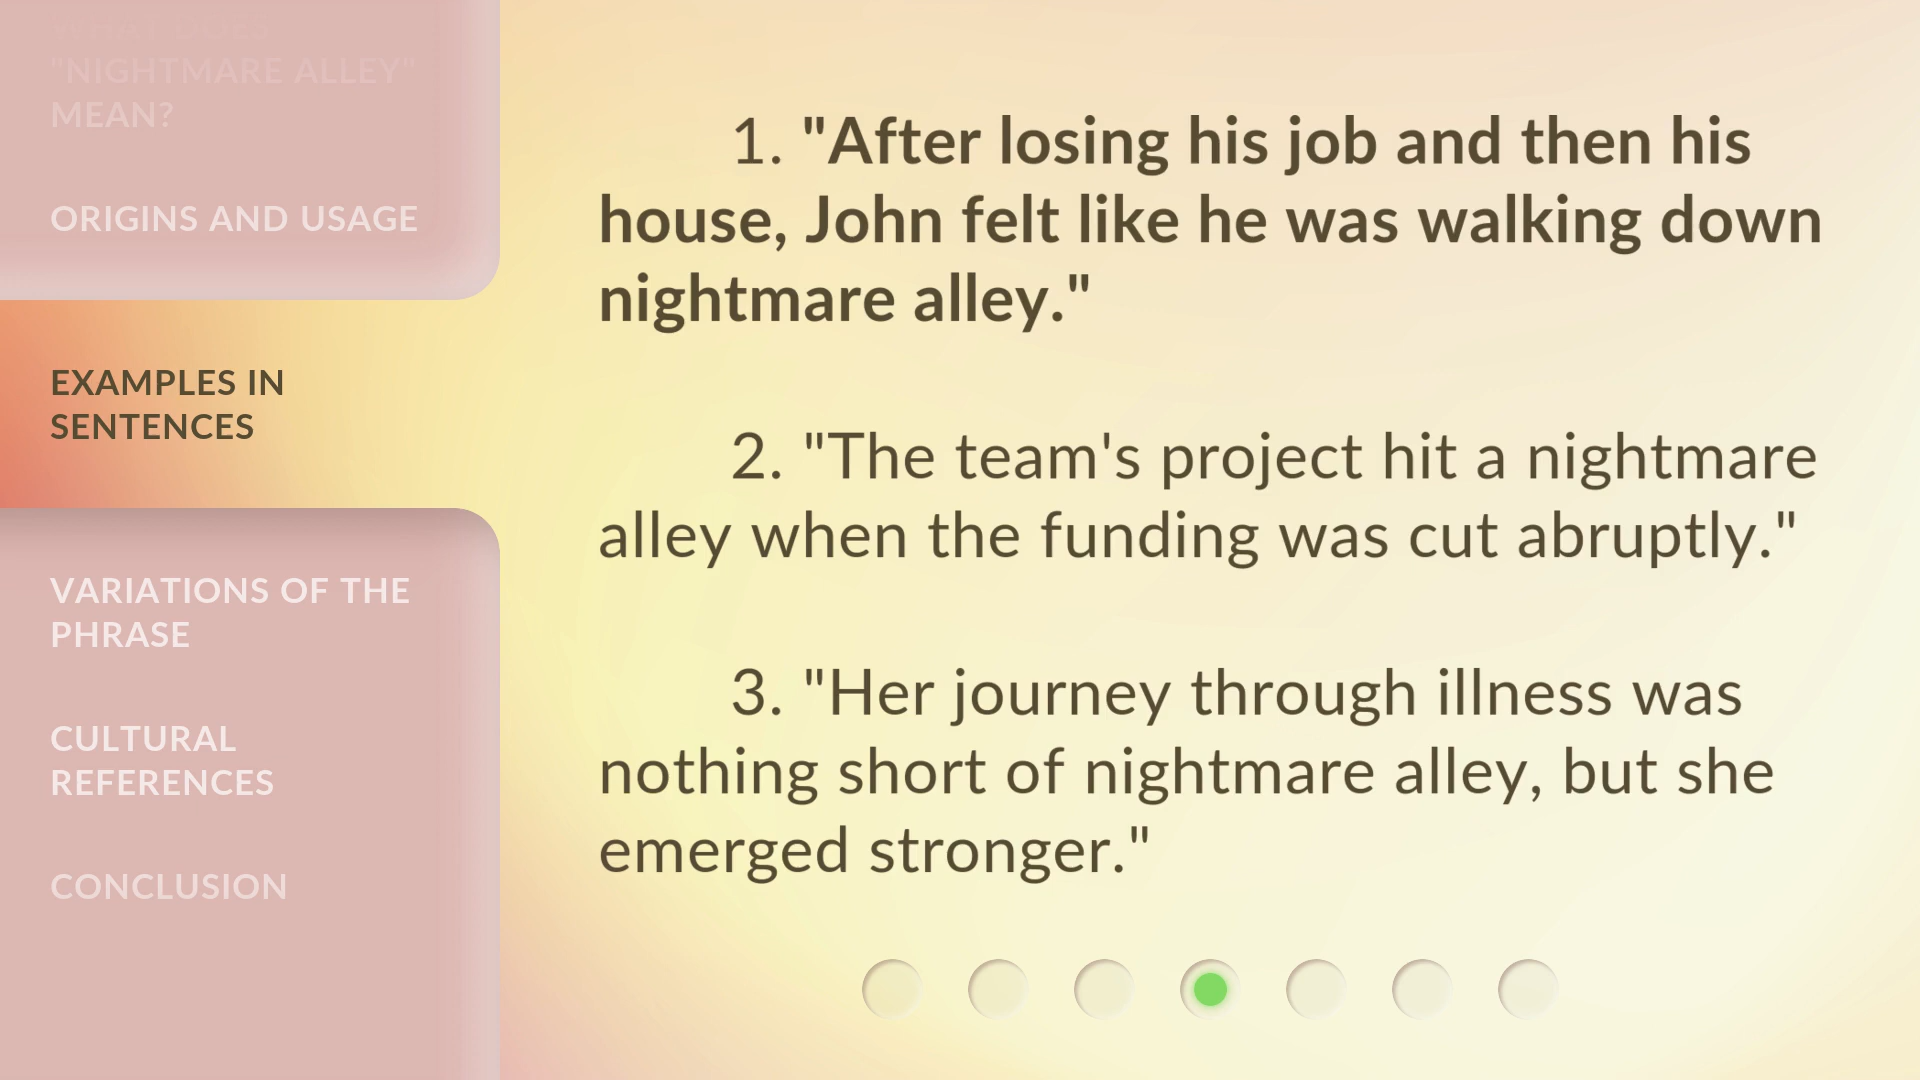 "NIGHTMARE ALLEY"
MEAN?
ORIGINS AND USAGE
EXAMPLES IN
SENTENCES
VARIATIONS OF THE
PHRASE
CULTURAL
REFERENCES
CONCLUSION
1. "After losing his job and then his
house, John felt like he was walking down
nightmare alley."
2. "The team's project hit a nightmare
alley when the funding was cut abruptly."
3. "Her journey through illness was
nothing short of nightmare alley, but she
emerged stronger."